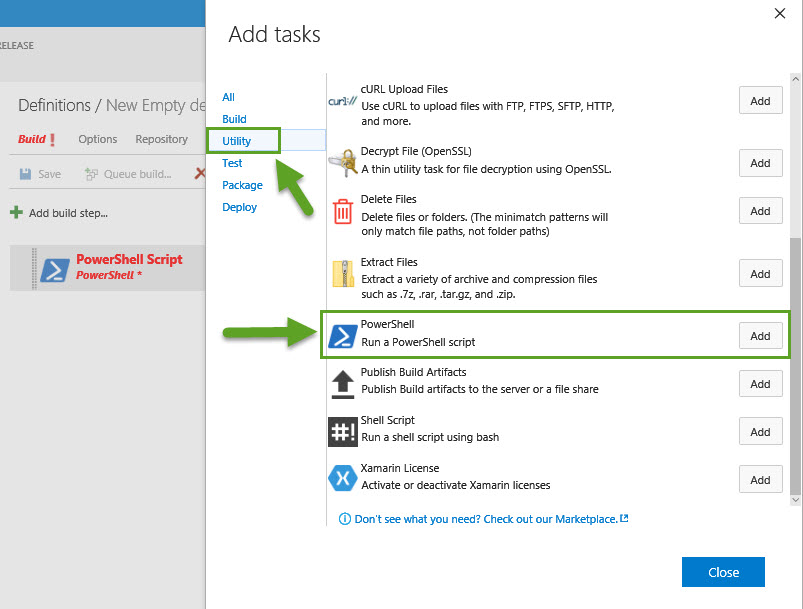 RELEASE
Definitions / New Empty de
Build !
Options
Repository
Save
Queue build...
Add build step...
PowerShell Script
PowerShell *
Add tasks
All
Build
Utility
Test
Package
Deploy
curl://
cURL Upload Files
Use cURL to upload files with FTP, FTPS, SFTP, HTTP,
and more.
Add
Decrypt File (OpenSSL)
A thin utility task for file decryption using OpenSSL.
Add
Delete Files
Delete files or folders. (The minimatch patterns will
only match file paths, not folder paths)
Add
Extract Files
Extract a variety of archive and compression files
such as .7z, .rar, .tar.gz, and .zip.
Add
PowerShell
Run a PowerShell script
Add
Publish Build Artifacts
Publish Build artifacts to the server or a file share
Add
#!
Shell Script
Run a shell script using bash
Add
Xamarin License
Activate or deactivate Xamarin licenses
Add
Don't see what you need? Check out our Marketplace.
Close